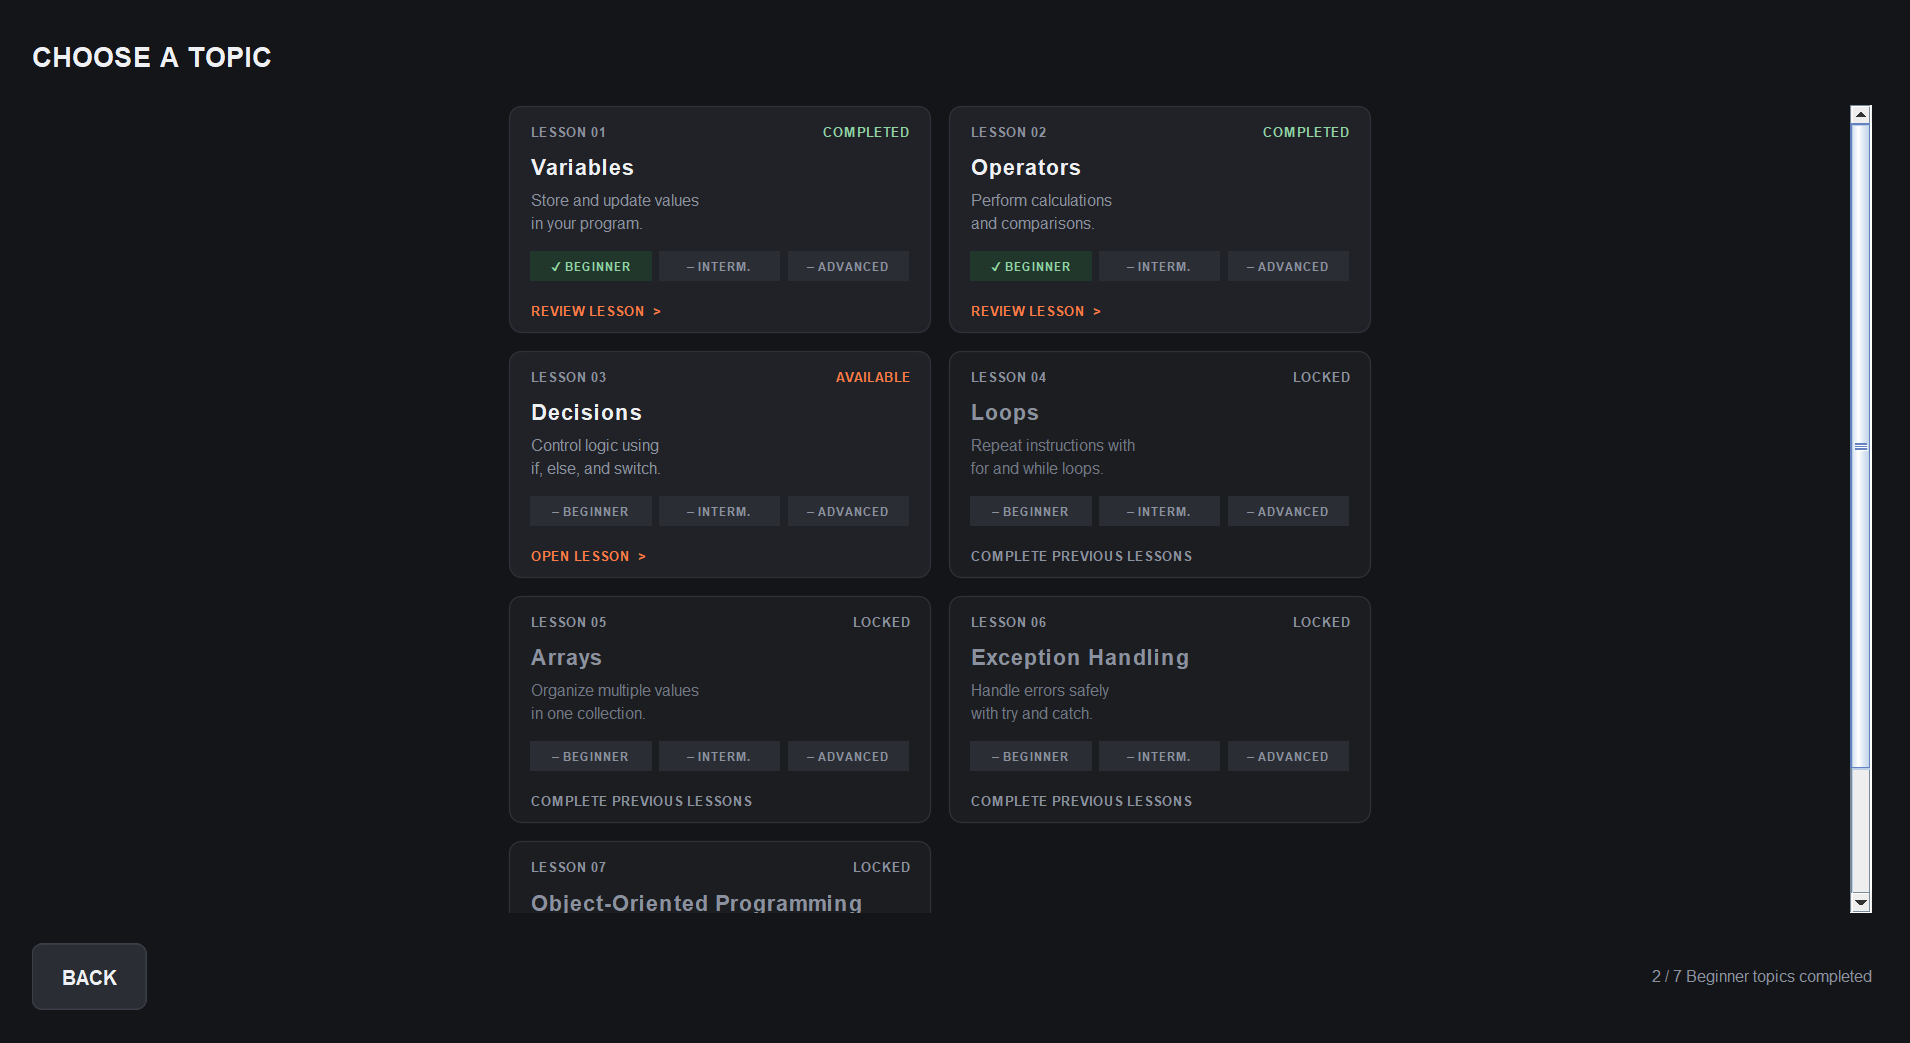 CHOOSE A TOPIC
LESSON 01 COMPLETED
Variables
Store and update values
in your program.
✓ BEGINNER – INTERM. – ADVANCED
REVIEW LESSON >
LESSON 02 COMPLETED
Operators
Perform calculations
and comparisons.
✓ BEGINNER – INTERM. – ADVANCED
REVIEW LESSON >
LESSON 03 AVAILABLE
Decisions
Control logic using
if, else, and switch.
– BEGINNER – INTERM. – ADVANCED
OPEN LESSON >
LESSON 04 LOCKED
Loops
Repeat instructions with
for and while loops.
– BEGINNER – INTERM. – ADVANCED
COMPLETE PREVIOUS LESSONS
LESSON 05 LOCKED
Arrays
Organize multiple values
in one collection.
– BEGINNER – INTERM. – ADVANCED
COMPLETE PREVIOUS LESSONS
LESSON 06 LOCKED
Exception Handling
Handle errors safely
with try and catch.
– BEGINNER – INTERM. – ADVANCED
COMPLETE PREVIOUS LESSONS
LESSON 07 LOCKED
Object-Oriented Programming
BACK
2 / 7 Beginner topics completed